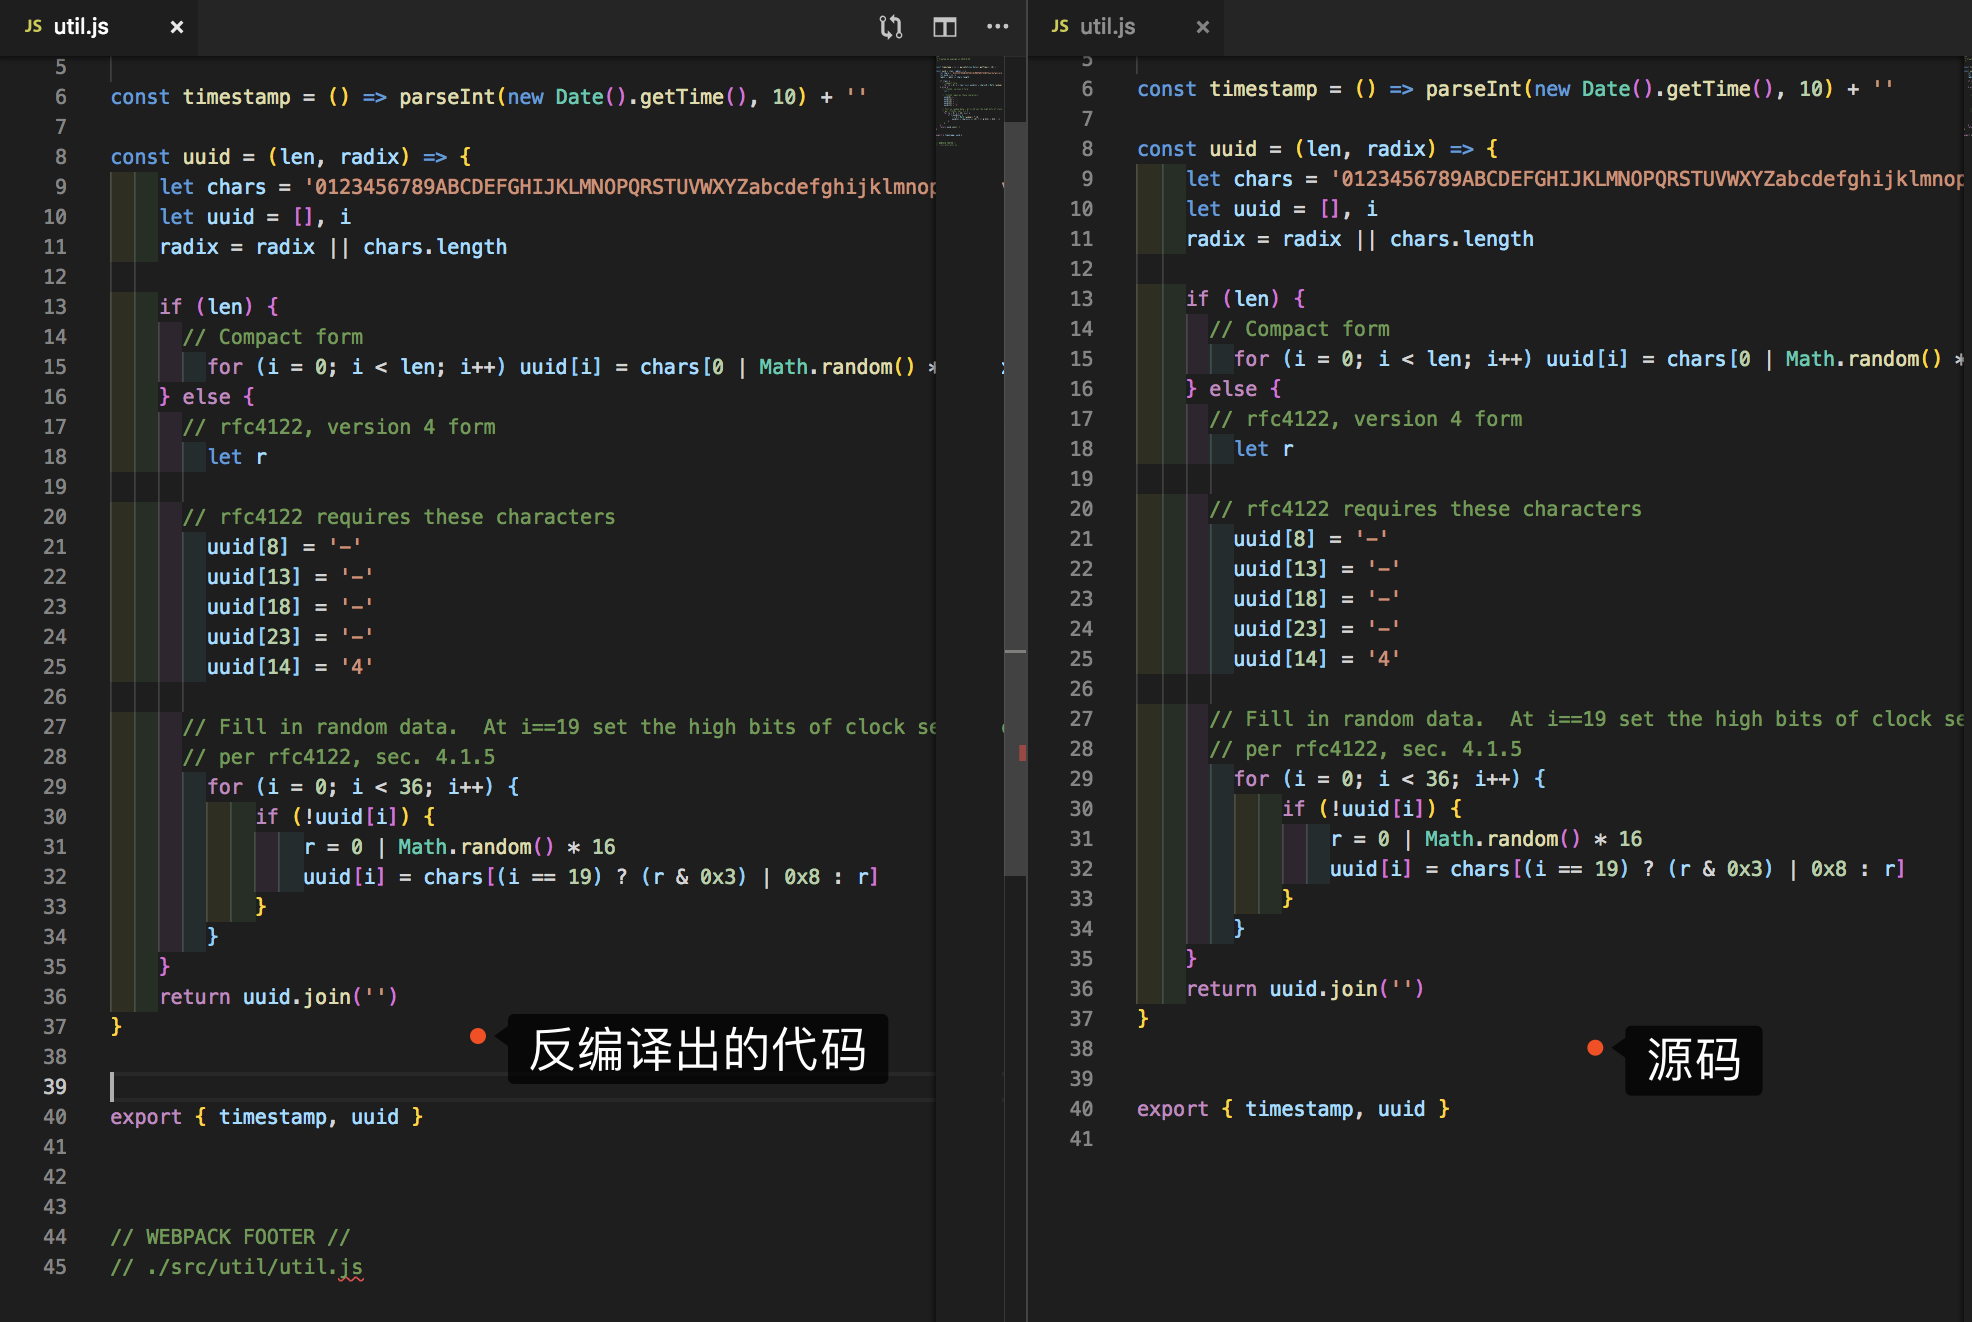 JS util.js ×
5
6 const timestamp = () => parseInt(new Date().getTime(), 10) + ''
7
8 const uuid = (len, radix) => {
9 let chars = '0123456789ABCDEFGHIJKLMNOPQRSTUVWXYZabcdefghijklmnop
10 let uuid = [], i
11 radix = radix || chars.length
12
13 if (len) {
14 // Compact form
15 for (i = 0; i < len; i++) uuid[i] = chars[0 | Math.random() *
16 } else {
17 // rfc4122, version 4 form
18 let r
19
20 // rfc4122 requires these characters
21 uuid[8] = '-'
22 uuid[13] = '-'
23 uuid[18] = '-'
24 uuid[23] = '-'
25 uuid[14] = '4'
26
27 // Fill in random data.  At i==19 set the high bits of clock se
28 // per rfc4122, sec. 4.1.5
29 for (i = 0; i < 36; i++) {
30 if (!uuid[i]) {
31 r = 0 | Math.random() * 16
32 uuid[i] = chars[(i == 19) ? (r & 0x3) | 0x8 : r]
33 }
34 }
35 }
36 return uuid.join('')
37 }
反编译出的代码
38
39
40 export { timestamp, uuid }
41
42
43
44 // WEBPACK FOOTER //
45 // ./src/util/util.js
JS util.js ×
5
6 const timestamp = () => parseInt(new Date().getTime(), 10) + ''
7
8 const uuid = (len, radix) => {
9 let chars = '0123456789ABCDEFGHIJKLMNOPQRSTUVWXYZabcdefghijklmnop
10 let uuid = [], i
11 radix = radix || chars.length
12
13 if (len) {
14 // Compact form
15 for (i = 0; i < len; i++) uuid[i] = chars[0 | Math.random() *
16 } else {
17 // rfc4122, version 4 form
18 let r
19
20 // rfc4122 requires these characters
21 uuid[8] = '-'
22 uuid[13] = '-'
23 uuid[18] = '-'
24 uuid[23] = '-'
25 uuid[14] = '4'
26
27 // Fill in random data.  At i==19 set the high bits of clock se
28 // per rfc4122, sec. 4.1.5
29 for (i = 0; i < 36; i++) {
30 if (!uuid[i]) {
31 r = 0 | Math.random() * 16
32 uuid[i] = chars[(i == 19) ? (r & 0x3) | 0x8 : r]
33 }
34 }
35 }
36 return uuid.join('')
37 }
38
源码
39
40 export { timestamp, uuid }
41